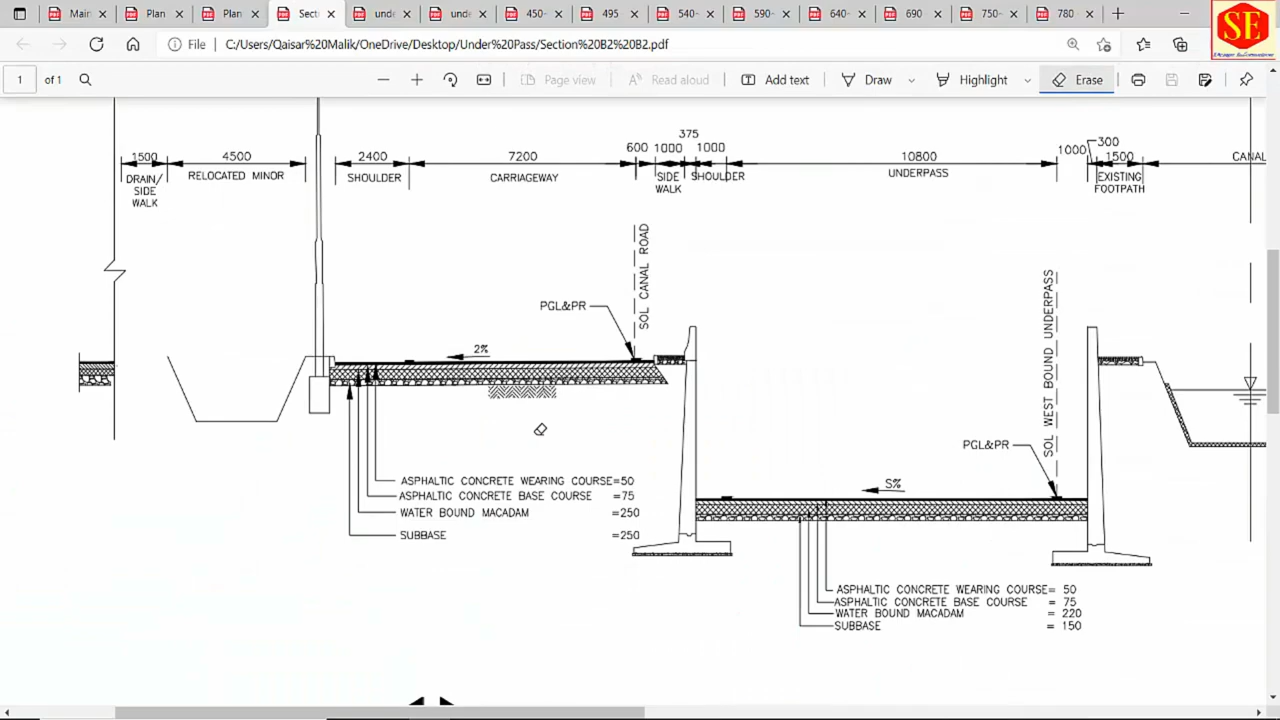 Main
Plan
Plan
Secti
unde
unde
450-
495
540-
590-
640-
690
780
SE
File
C:/Users/Qaisar%20Malik/OneDrive/Desktop/Under%20Pass/Section%20B2%20B2.pdf
1 of 1
Page view
Read aloud
Add text
Draw
Highlight
Erase
375
300
600
1000
1000
1000
1500
4500
2400
7200
10800
1500
CANAL
DRAIN/
SIDE
WALK
RELOCATED MINOR
SHOULDER
CARRIAGEWAY
SIDE
WALK
SHOULDER
UNDERPASS
EXISTING
FOOTPATH
SOL CANAL ROAD
SOL WEST BOUND UNDERPASS
PGL&PR
2%
PGL&PR
S%
ASPHALTIC CONCRETE WEARING COURSE=50
ASPHALTIC CONCRETE BASE COURSE =75
WATER BOUND MACADAM =250
SUBBASE =250
ASPHALTIC CONCRETE WEARING COURSE= 50
ASPHALTIC CONCRETE BASE COURSE = 75
WATER BOUND MACADAM = 220
SUBBASE = 150